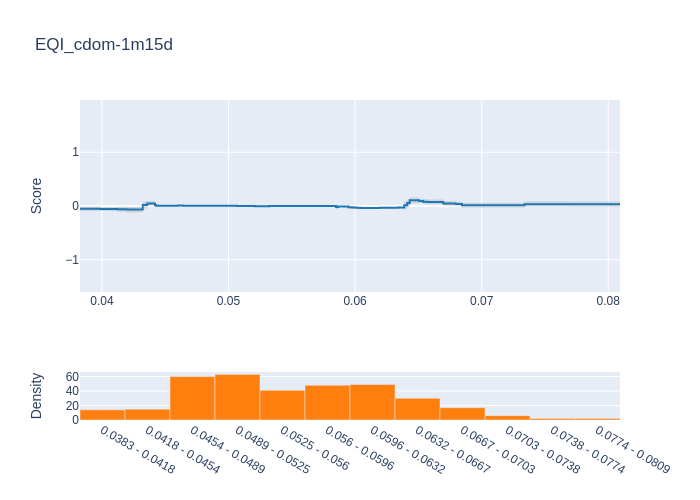 EQI_cdom-1m15d
Score
1
0
−1
0.04 0.05 0.06 0.07 0.08
Density
60
40
20
0
0.0383 - 0.0418
0.0418 - 0.0454
0.0454 - 0.0489
0.0489 - 0.0525
0.0525 - 0.056
0.056 - 0.0596
0.0596 - 0.0632
0.0632 - 0.0667
0.0667 - 0.0703
0.0703 - 0.0738
0.0738 - 0.0774
0.0774 - 0.0809